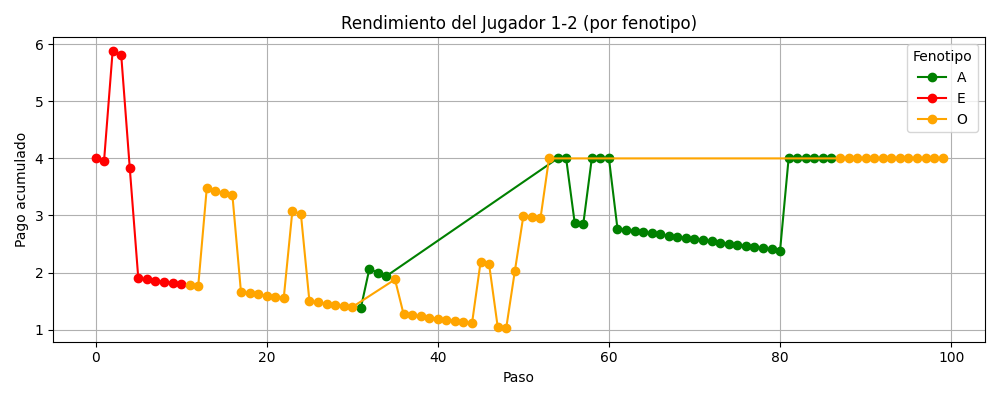 Rendimiento del Jugador 1-2 (por fenotipo)
Pago acumulado
6
5
4
3
2
1
Fenotipo
A
E
O
0 20 40 60 80 100
Paso